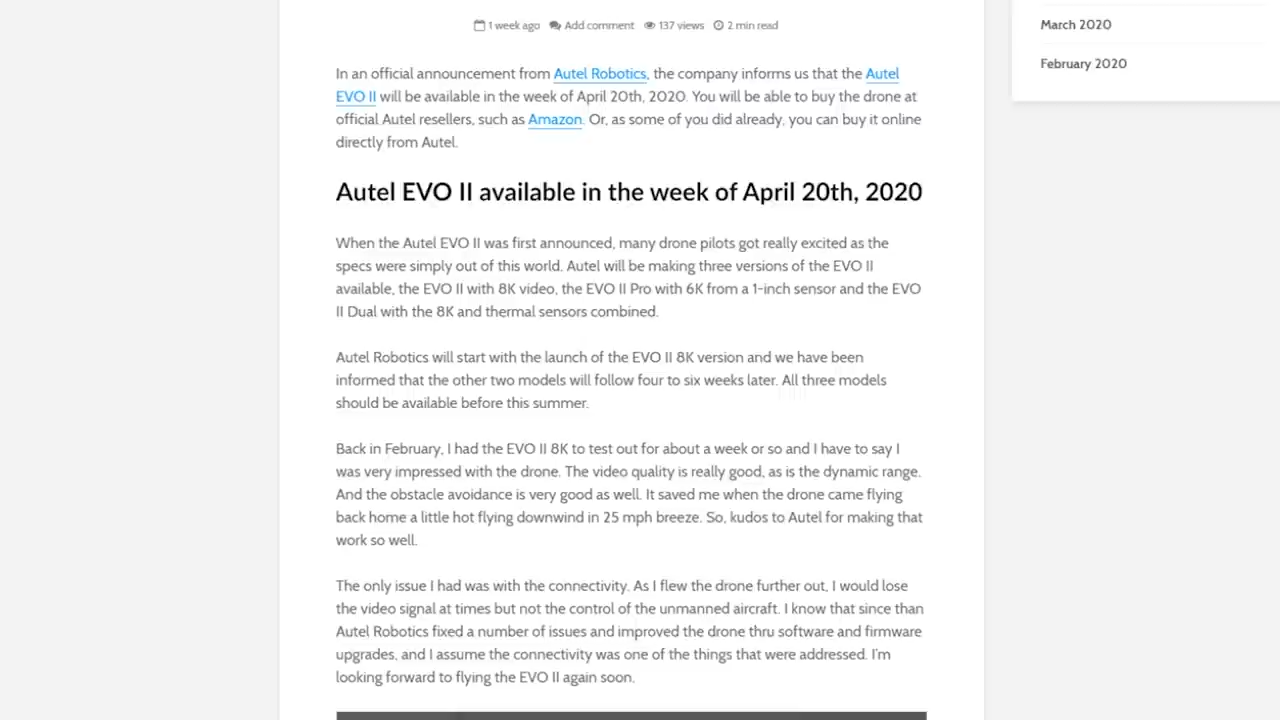 1 week ago Add comment 137 views 2 min read
March 2020
February 2020
In an official announcement from Autel Robotics, the company informs us that the Autel
EVO II will be available in the week of April 20th, 2020. You will be able to buy the drone at
official Autel resellers, such as Amazon. Or, as some of you did already, you can buy it online
directly from Autel.
Autel EVO II available in the week of April 20th, 2020
When the Autel EVO II was first announced, many drone pilots got really excited as the
specs were simply out of this world. Autel will be making three versions of the EVO II
available, the EVO II with 8K video, the EVO II Pro with 6K from a 1-inch sensor and the EVO
II Dual with the 8K and thermal sensors combined.
Autel Robotics will start with the launch of the EVO II 8K version and we have been
informed that the other two models will follow four to six weeks later. All three models
should be available before this summer.
Back in February, I had the EVO II 8K to test out for about a week or so and I have to say I
was very impressed with the drone. The video quality is really good, as is the dynamic range.
And the obstacle avoidance is very good as well. It saved me when the drone came flying
back home a little hot flying downwind in 25 mph breeze. So, kudos to Autel for making that
work so well.
The only issue I had was with the connectivity. As I flew the drone further out, I would lose
the video signal at times but not the control of the unmanned aircraft. I know that since than
Autel Robotics fixed a number of issues and improved the drone thru software and firmware
upgrades, and I assume the connectivity was one of the things that were addressed. I'm
looking forward to flying the EVO II again soon.